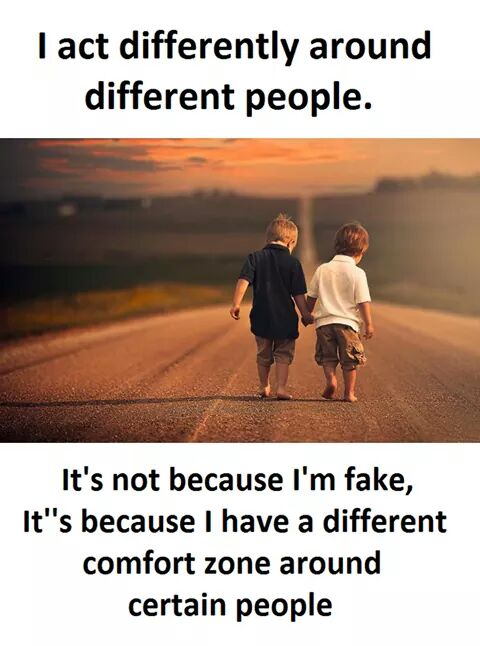 I act differently around
different people.
It's not because I'm fake,
It''s because I have a different
comfort zone around
certain people